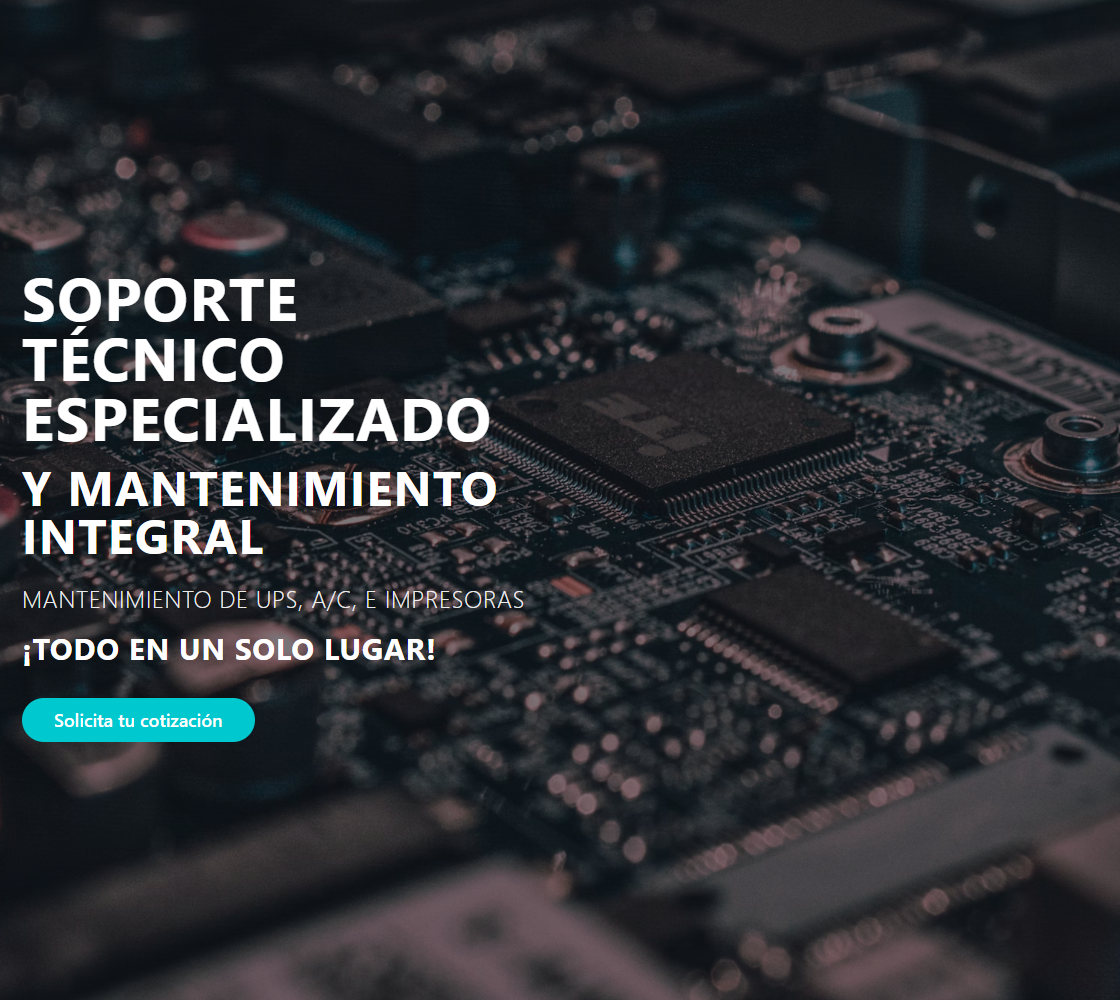 SOPORTE
TÉCNICO
ESPECIALIZADO
Y MANTENIMIENTO
INTEGRAL
MANTENIMIENTO DE UPS, A/C, E IMPRESORAS
¡TODO EN UN SOLO LUGAR!
Solicita tu cotización